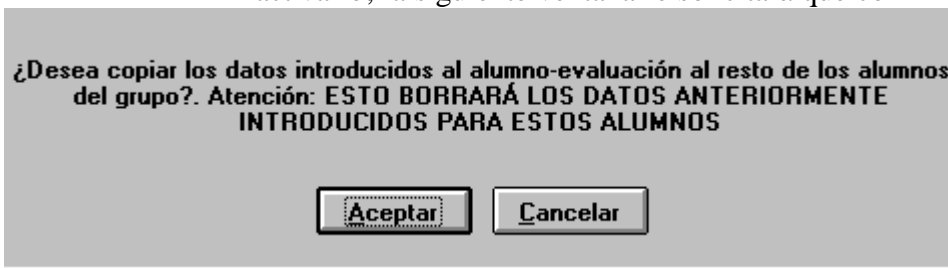 ¿Desea copiar los datos introducidos al alumno-evaluación al resto de los alumnos
del grupo?. Atención: ESTO BORRARÁ LOS DATOS ANTERIORMENTE
INTRODUCIDOS PARA ESTOS ALUMNOS
Aceptar Cancelar